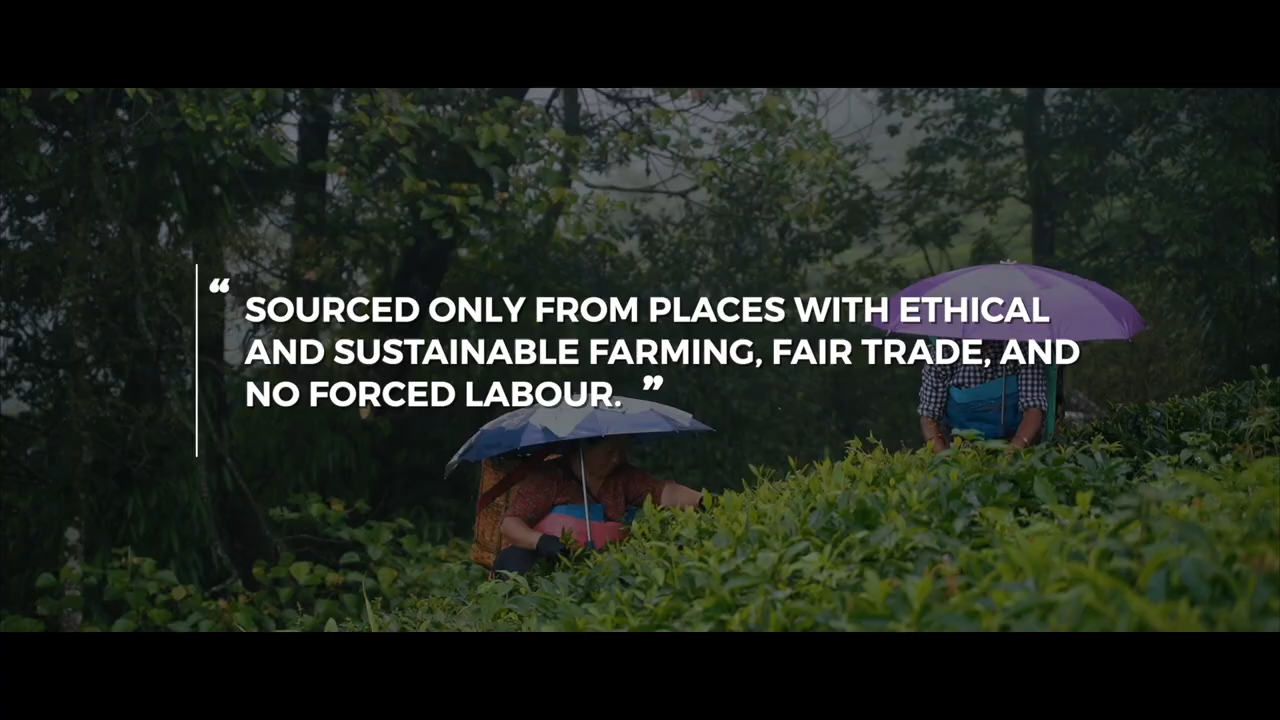 “ SOURCED ONLY FROM PLACES WITH ETHICAL
AND SUSTAINABLE FARMING, FAIR TRADE, AND
NO FORCED LABOUR. ”